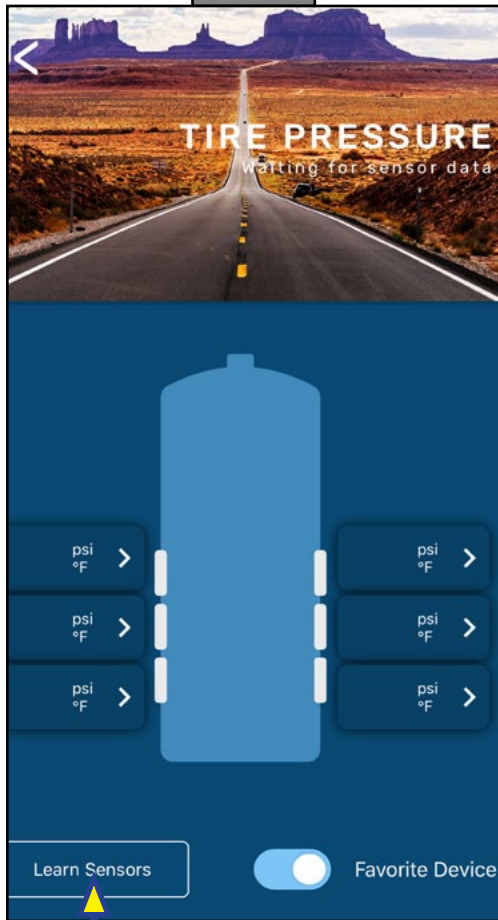 TIRE PRESSURE
Waiting for sensor data
psi
°F
psi
°F
psi
°F
psi
°F
psi
°F
psi
°F
Learn Sensors
Favorite Device